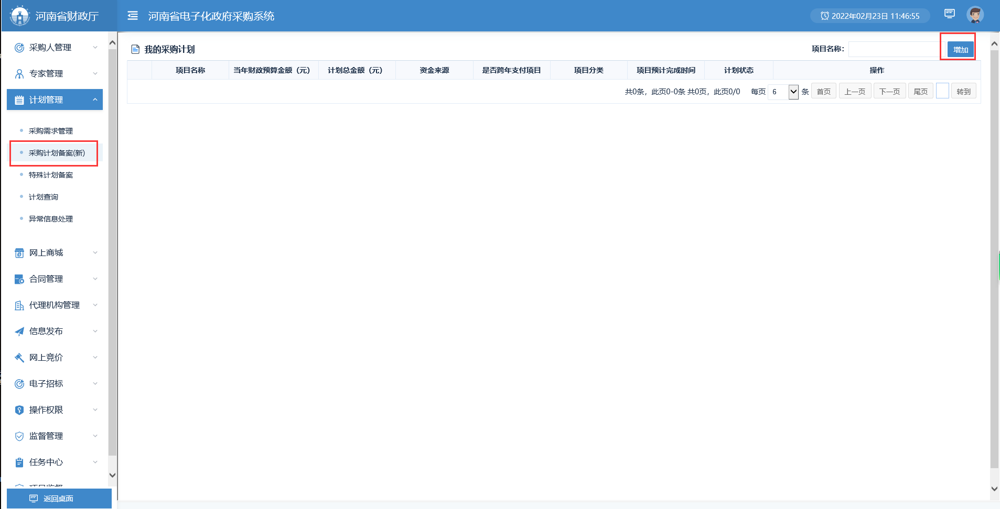 河南省财政厅
河南省电子化政府采购系统
2022年02月23日 11:46:55
采购人管理
专家管理
计划管理
采购需求管理
采购计划备案(新)
特殊计划备案
计划查询
异常信息处理
网上商城
合同管理
代理机构管理
信息发布
网上竞价
电子招标
操作权限
监督管理
任务中心
返回桌面
我的采购计划
项目名称：
增加
项目名称 当年财政预算金额（元） 计划总金额（元） 资金来源 是否跨年支付项目 项目分类 项目预计完成时间 计划状态 操作
共0条，此页0-0条 共0页，此页0/0 每页 6 条 首页 上一页 下一页 尾页 转到